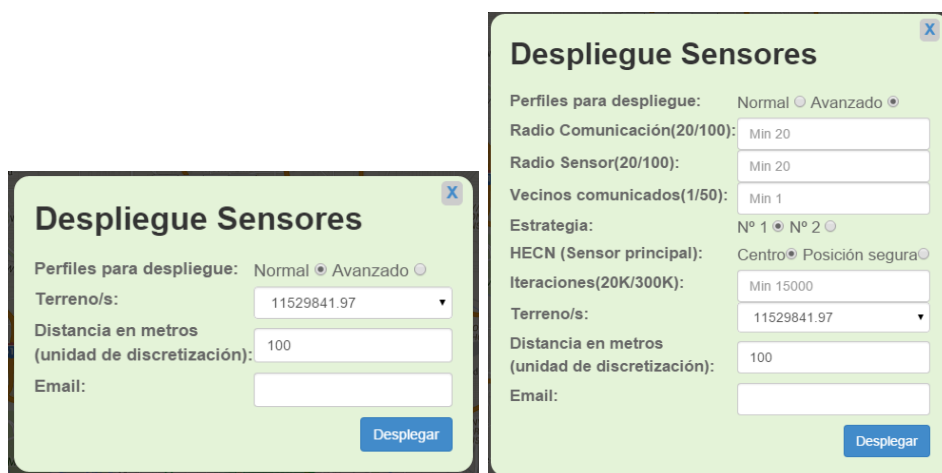 X
Despliegue Sensores
Perfiles para despliegue: Normal Avanzado
Terreno/s: 11529841.97
Distancia en metros
(unidad de discretización): 100
Email:
Desplegar
X
Despliegue Sensores
Perfiles para despliegue: Normal Avanzado
Radio Comunicación(20/100): Min 20
Radio Sensor(20/100): Min 20
Vecinos comunicados(1/50): Min 1
Estrategia: Nº 1 Nº 2
HECN (Sensor principal): Centro Posición segura
Iteraciones(20K/300K): Min 15000
Terreno/s: 11529841.97
Distancia en metros
(unidad de discretización): 100
Email:
Desplegar